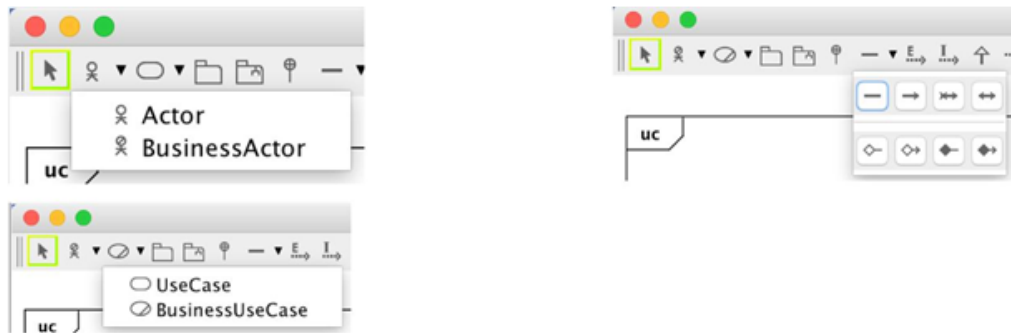 Actor
BusinessActor
uc
E
I
uc
E
I
UseCase
BusinessUseCase
uc